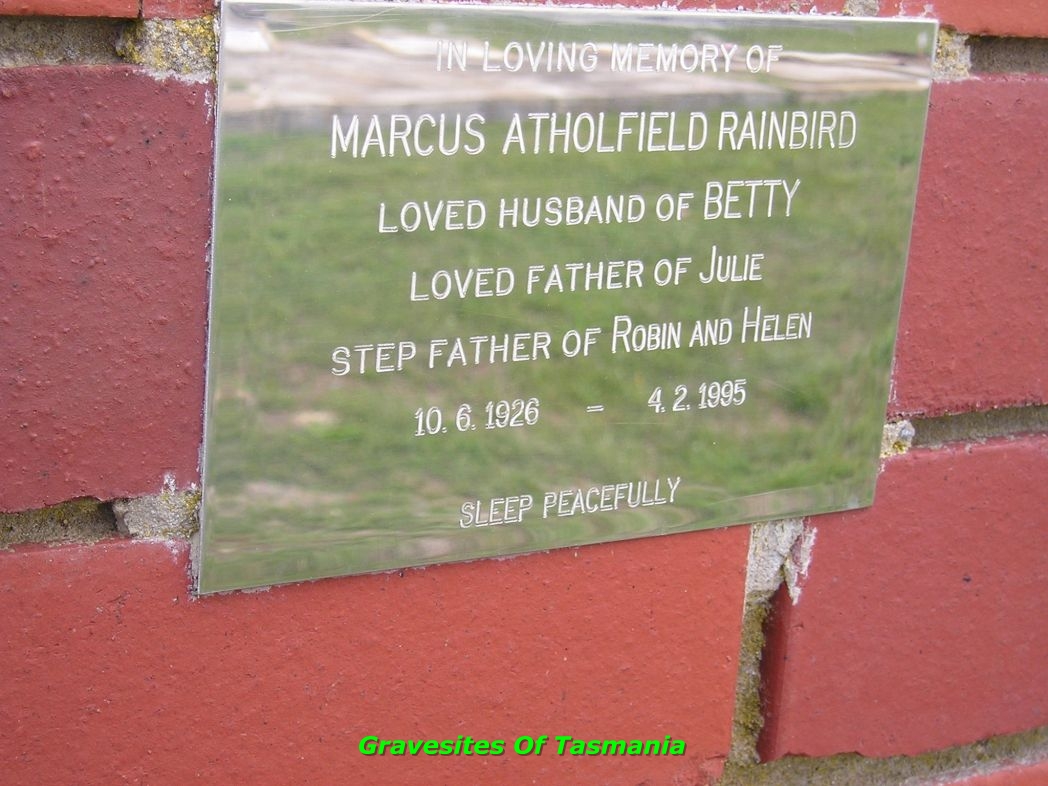 IN LOVING MEMORY OF
MARCUS ATHOLFIELD RAINBIRD
LOVED HUSBAND OF BETTY
LOVED FATHER OF JULIE
STEP FATHER OF ROBIN AND HELEN
10. 6. 1926 – 4. 2. 1995
SLEEP PEACEFULLY
Gravesites Of Tasmania